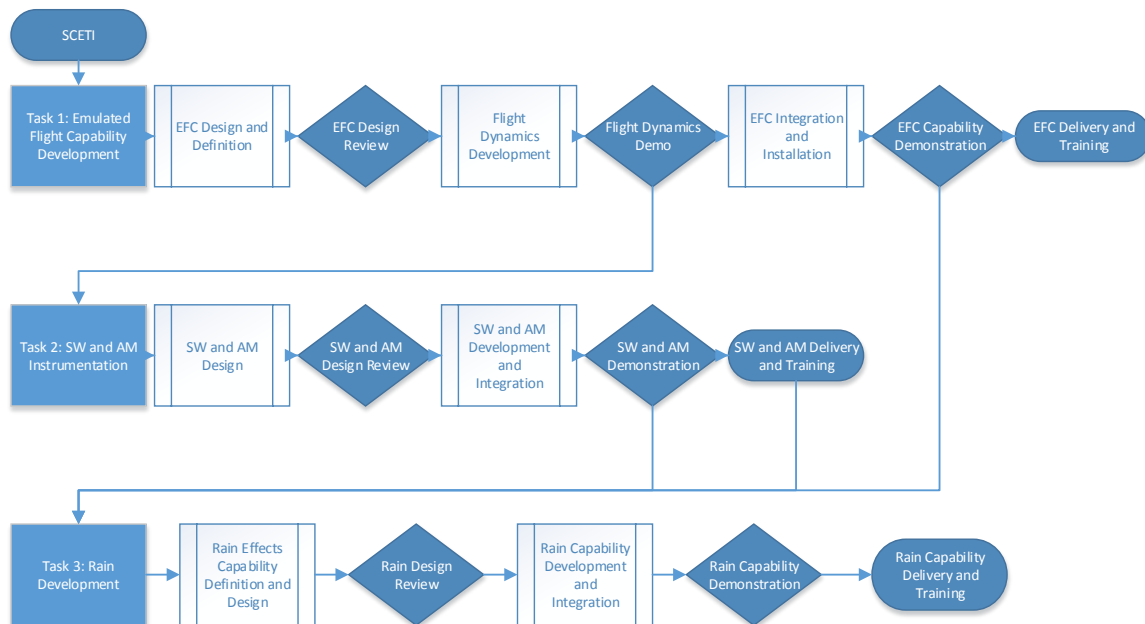 SCETI
Task 1: Emulated
Flight Capability
Development
EFC Design and
Definition
EFC Design
Review
Flight
Dynamics
Development
Flight Dynamics
Demo
EFC Integration
and
Installation
EFC Capability
Demonstration
EFC Delivery and
Training
Task 2: SW and AM
Instrumentation
SW and AM
Design
SW and AM
Design Review
SW and AM
Development
and
Integration
SW and AM
Demonstration
SW and AM Delivery
and Training
Task 3: Rain
Development
Rain Effects
Capability
Definition and
Design
Rain Design
Review
Rain Capability
Development
and
Integration
Rain Capability
Demonstration
Rain Capability
Delivery and
Training